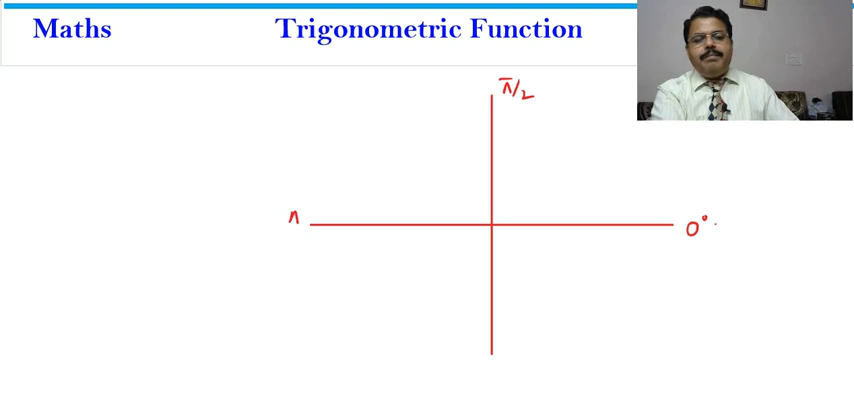 Maths Trigonometric Function
π/2
π 0°